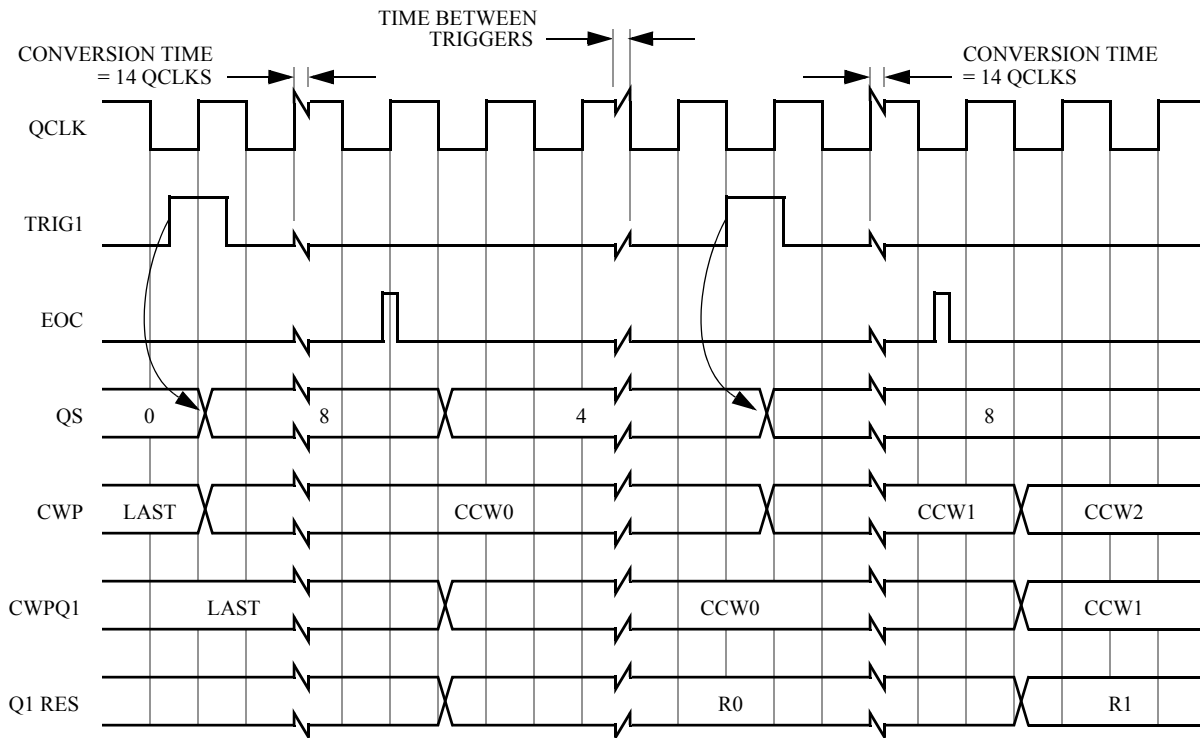 TIME BETWEEN
TRIGGERS
CONVERSION TIME
= 14 QCLKS
CONVERSION TIME
= 14 QCLKS
QCLK
TRIG1
EOC
QS 0 8 4 8
CWP LAST CCW0 CCW1 CCW2
CWPQ1 LAST CCW0 CCW1
Q1 RES R0 R1